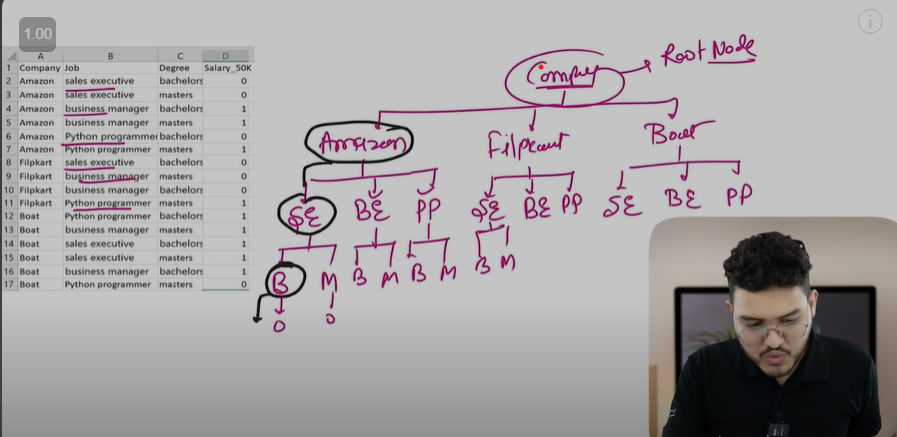 1.00
A B C D
1 Company Job Degree Salary_50K
2 Amazon sales executive bachelors 0
3 Amazon sales executive masters 0
4 Amazon business manager bachelors 1
5 Amazon business manager masters 1
6 Amazon Python programmer bachelors 0
7 Amazon Python programmer masters 1
8 Filpkart sales executive bachelors 0
9 Filpkart business manager masters 0
10 Filpkart business manager bachelors 0
11 Filpkart Python programmer masters 0
12 Boat Python programmer bachelors 1
13 Boat business manager masters 1
14 Boat sales executive bachelors 1
15 Boat sales executive masters 1
16 Boat business manager bachelors 1
17 Boat Python programmer masters 0
Root Node
Company
Amazon Filpkart Boat
SE BE PP SE BE PP SE BE PP
B M B M B M B M
0 0
i